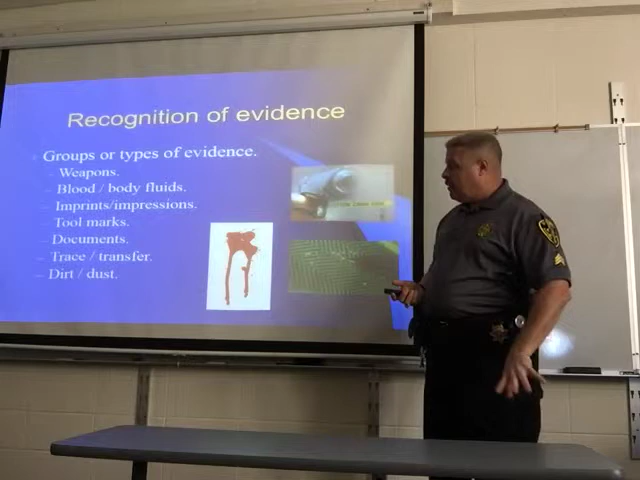 Recognition of evidence
Groups or types of evidence.
– Weapons.
– Blood / body fluids.
– Imprints/impressions.
– Tool marks.
– Documents.
– Trace / transfer.
– Dirt / dust.